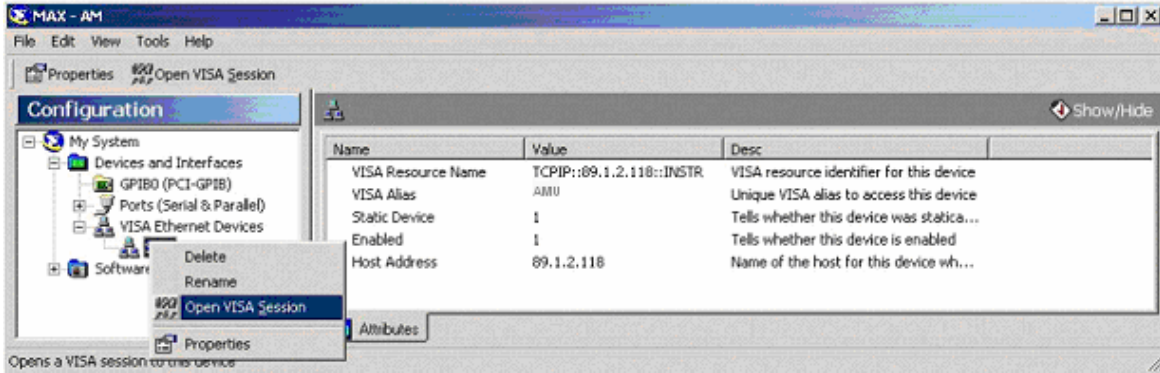 MAX - AM
File Edit View Tools Help
Properties Open VISA Session
Configuration
Show/Hide
My System
Devices and Interfaces
GPIB0 (PCI-GPIB)
Ports (Serial & Parallel)
VISA Ethernet Devices
Software
Delete
Rename
Open VISA Session
Properties
Name Value Desc
VISA Resource Name TCPIP::89.1.2.118::INSTR VISA resource identifier for this device
VISA Alias AMU Unique VISA alias to access this device
Static Device 1 Tells whether this device was statica...
Enabled 1 Tells whether this device is enabled
Host Address 89.1.2.118 Name of the host for this device wh...
Attributes
Opens a VISA session to this device